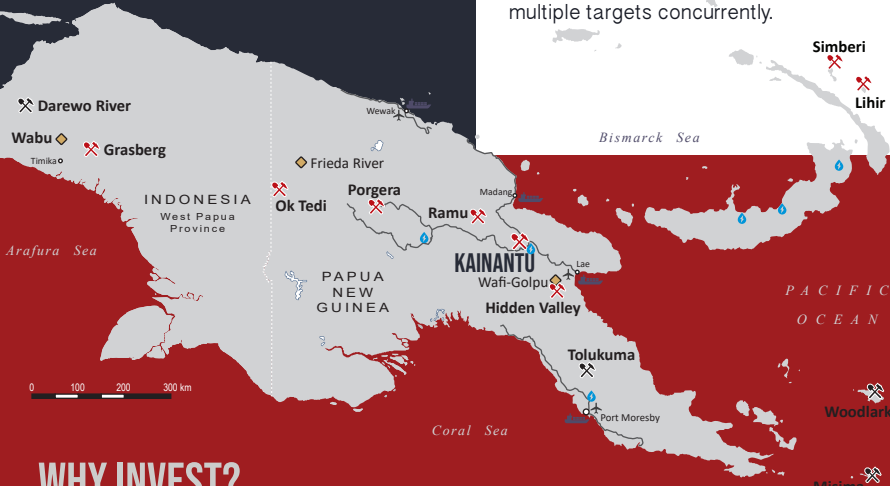 multiple targets concurrently.
Simberi
Lihir
Bismarck Sea
Darewo River
Wabu
Grasberg
Timika
Wewak
Frieda River
INDONESIA
West Papua
Province
Ok Tedi
Porgera
Madang
Ramu
Arafura Sea
KAINANTU
Lae
Wafi-Golpu
Hidden Valley
PAPUA
NEW
GUINEA
PACIFIC
OCEAN
Tolukuma
0 100 200 300 km
Port Moresby
Woodlark
Coral Sea
WHY INVEST?
Misima